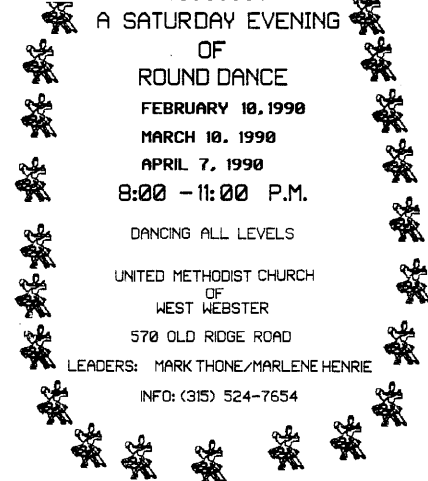 A SATURDAY EVENING
OF
ROUND DANCE
FEBRUARY 10, 1990
MARCH 10. 1990
APRIL 7, 1990
8:00 - 11:00 P.M.
DANCING ALL LEVELS
UNITED METHODIST CHURCH
OF
WEST WEBSTER
570 OLD RIDGE ROAD
LEADERS: MARK THONE/MARLENE HENRIE
INFO: (315) 524-7654